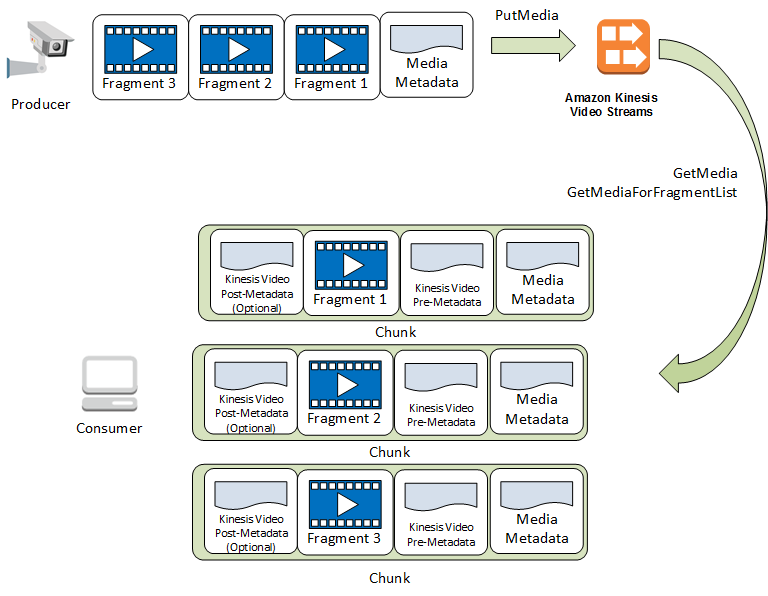 PutMedia
Producer
Fragment 3
Fragment 2
Fragment 1
Media
Metadata
Amazon Kinesis
Video Streams
GetMedia
GetMediaForFragmentList
Kinesis Video
Post-Metadata
(Optional)
Fragment 1
Kinesis Video
Pre-Metadata
Media
Metadata
Chunk
Consumer
Kinesis Video
Post-Metadata
(Optional)
Fragment 2
Kinesis Video
Pre-Metadata
Media
Metadata
Chunk
Kinesis Video
Post-Metadata
(Optional)
Fragment 3
Kinesis Video
Pre-Metadata
Media
Metadata
Chunk